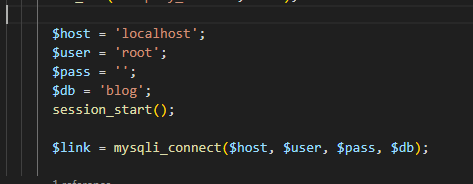 $host = 'localhost';
$user = 'root';
$pass = '';
$db = 'blog';
session_start();
$link = mysqli_connect($host, $user, $pass, $db);